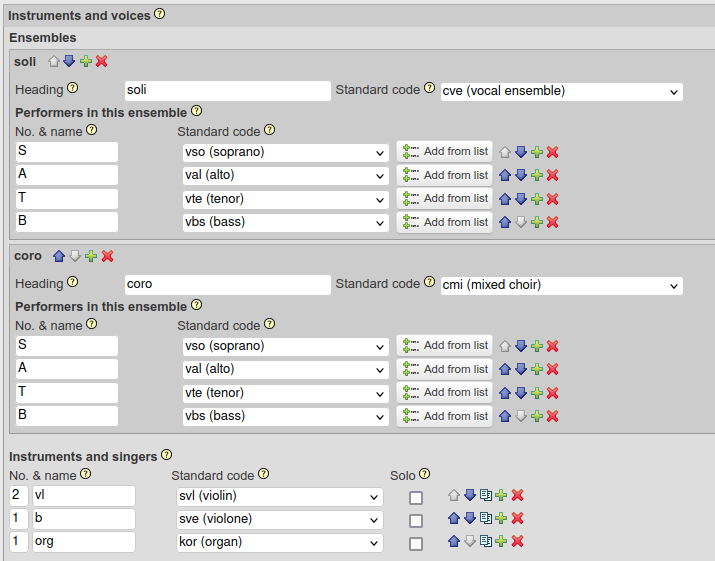 Instruments and voices ?
Ensembles
soli
Heading ? soli Standard code ? cve (vocal ensemble)
Performers in this ensemble ?
No. & name ? Standard code ?
S vso (soprano) Add from list
A val (alto) Add from list
T vte (tenor) Add from list
B vbs (bass) Add from list
coro
Heading ? coro Standard code ? cmi (mixed choir)
Performers in this ensemble ?
No. & name ? Standard code ?
S vso (soprano) Add from list
A val (alto) Add from list
T vte (tenor) Add from list
B vbs (bass) Add from list
Instruments and singers ?
No. & name ? Standard code ? Solo ?
2 vl svl (violin)
1 b sve (violone)
1 org kor (organ)